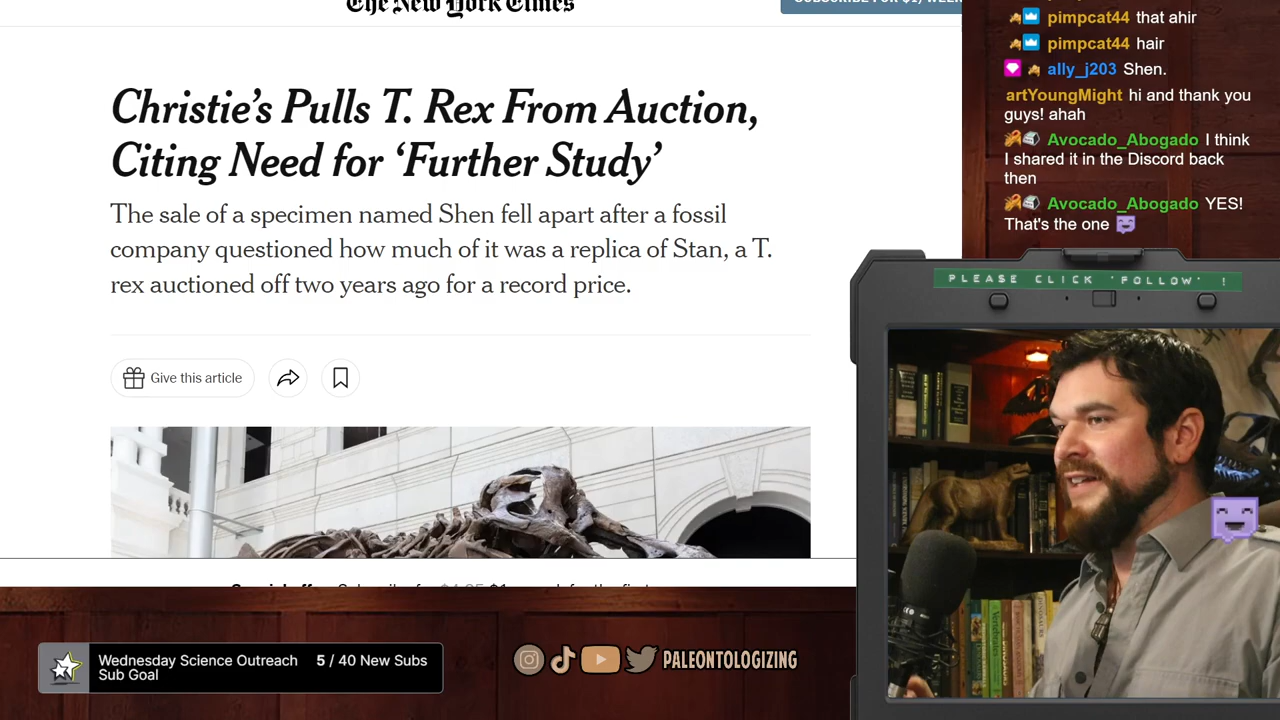 The New York Times
SUBSCRIBE FOR $1/WEEK
Christie's Pulls T. Rex From Auction,
Citing Need for 'Further Study'
The sale of a specimen named Shen fell apart after a fossil
company questioned how much of it was a replica of Stan, a T.
rex auctioned off two years ago for a record price.
Give this article
pimpcat44 that ahir
pimpcat44 hair
ally_j203 Shen.
artYoungMight hi and thank you
guys! ahah
Avocado_Abogado I think
I shared it in the Discord back
then
Avocado_Abogado YES!
That's the one
PLEASE CLICK 'FOLLOW' !
Wednesday Science Outreach 5 / 40 New Subs
Sub Goal
PALEONTOLOGIZING